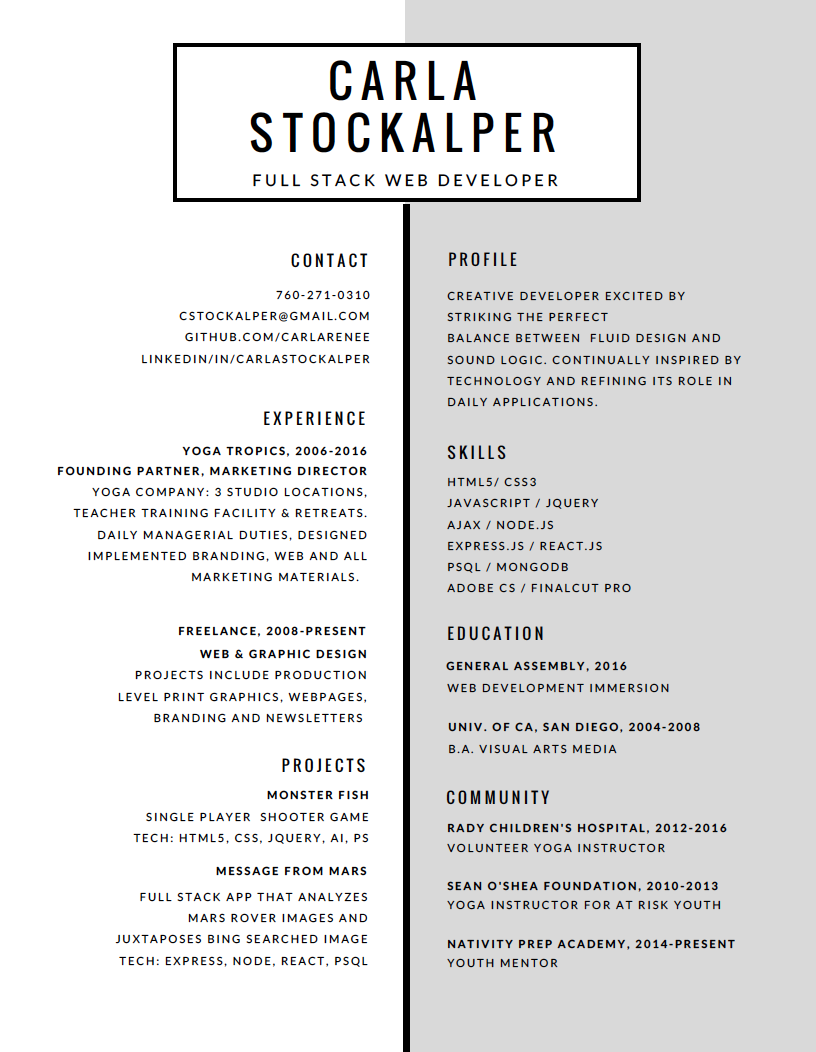 CARLA
STOCKALPER
FULL STACK WEB DEVELOPER
CONTACT
760-271-0310
CSTOCKALPER@GMAIL.COM
GITHUB.COM/CARLARENEE
LINKEDIN/IN/CARLASTOCKALPER
EXPERIENCE
YOGA TROPICS, 2006-2016
FOUNDING PARTNER, MARKETING DIRECTOR
YOGA COMPANY: 3 STUDIO LOCATIONS,
TEACHER TRAINING FACILITY & RETREATS.
DAILY MANAGERIAL DUTIES, DESIGNED
IMPLEMENTED BRANDING, WEB AND ALL
MARKETING MATERIALS.
FREELANCE, 2008-PRESENT
WEB & GRAPHIC DESIGN
PROJECTS INCLUDE PRODUCTION
LEVEL PRINT GRAPHICS, WEBPAGES,
BRANDING AND NEWSLETTERS
PROJECTS
MONSTER FISH
SINGLE PLAYER SHOOTER GAME
TECH: HTML5, CSS, JQUERY, AI, PS
MESSAGE FROM MARS
FULL STACK APP THAT ANALYZES
MARS ROVER IMAGES AND
JUXTAPOSES BING SEARCHED IMAGE
TECH: EXPRESS, NODE, REACT, PSQL
PROFILE
CREATIVE DEVELOPER EXCITED BY
STRIKING THE PERFECT
BALANCE BETWEEN FLUID DESIGN AND
SOUND LOGIC. CONTINUALLY INSPIRED BY
TECHNOLOGY AND REFINING ITS ROLE IN
DAILY APPLICATIONS.
SKILLS
HTML5/ CSS3
JAVASCRIPT / JQUERY
AJAX / NODE.JS
EXPRESS.JS / REACT.JS
PSQL / MONGODB
ADOBE CS / FINALCUT PRO
EDUCATION
GENERAL ASSEMBLY, 2016
WEB DEVELOPMENT IMMERSION
UNIV. OF CA, SAN DIEGO, 2004-2008
B.A. VISUAL ARTS MEDIA
COMMUNITY
RADY CHILDREN'S HOSPITAL, 2012-2016
VOLUNTEER YOGA INSTRUCTOR
SEAN O'SHEA FOUNDATION, 2010-2013
YOGA INSTRUCTOR FOR AT RISK YOUTH
NATIVITY PREP ACADEMY, 2014-PRESENT
YOUTH MENTOR